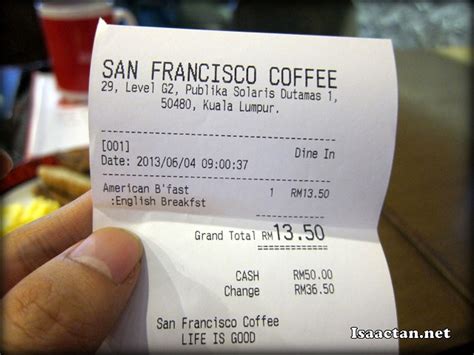 SAN FRANCISCO COFFEE
29, Level G2, Publika Solaris Dutamas 1,
50480, Kuala Lumpur.
[001] Dine In
Date: 2013/06/04 09:00:37
American B'fast 1 RM13.50
:English Breakfst
Grand Total RM13.50
CASH RM50.00
Change RM36.50
San Francisco Coffee
LIFE IS GOOD
Isaactan.net